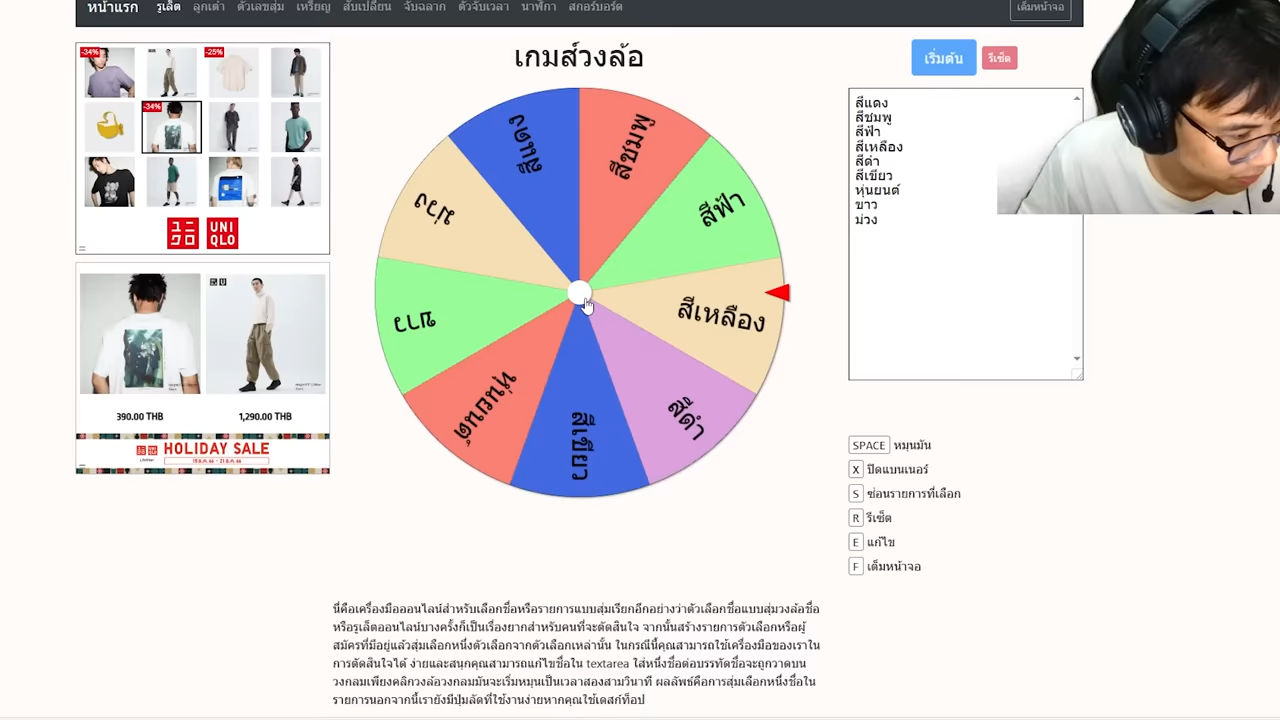 หน้าแรก รูเล็ต ลูกเต๋า ตัวเลขสุ่ม เหรียญ สับเปลี่ยน จับฉลาก ตัวจับเวลา นาฬิกา สกอร์บอร์ด เต็มหน้าจอ
-34%
-25%
-34%
UNI
QLO
390.00 THB 1,290.00 THB
HOLIDAY SALE
เกมส์วงล้อ
เริ่มต้น รีเซ็ต
สีแดง
สีชมพู
สีฟ้า
สีเหลือง
สีดำ
สีเขียว
หุ่นยนต์
ขาว
ม่วง
สีแดง
สีชมพู
สีฟ้า
สีเหลือง
สีดำ
สีเขียว
หุ่นยนต์
ขาว
ม่วง
SPACE หมุนมัน
X ปิดแบนเนอร์
S ซ่อนรายการที่เลือก
R รีเซ็ต
E แก้ไข
F เต็มหน้าจอ
นี่คือเครื่องมือออนไลน์สำหรับเลือกชื่อหรือรายการแบบสุ่มเรียกอีกอย่างว่าตัวเลือกชื่อแบบสุ่มวงล้อชื่อ
หรือรูเล็ตออนไลน์บางครั้งก็เป็นเรื่องยากสำหรับคนที่จะตัดสินใจ จากนั้นสร้างรายการตัวเลือกหรือผู้
สมัครที่มีอยู่แล้วสุ่มเลือกหนึ่งตัวเลือกจากตัวเลือกเหล่านั้น ในกรณีนี้คุณสามารถใช้เครื่องมือของเราใน
การตัดสินใจได้ ง่ายและสนุกคุณสามารถแก้ไขชื่อใน textarea ใส่หนึ่งชื่อต่อบรรทัดชื่อจะถูกวาดบน
วงกลมเพียงคลิกวงล้อวงกลมมันจะเริ่มหมุนเป็นเวลาสองสามวินาที ผลลัพธ์คือการสุ่มเลือกหนึ่งชื่อใน
รายการนอกจากนี้เรายังมีปุ่มลัดที่ใช้งานง่ายหากคุณใช้เดสก์ท็อป